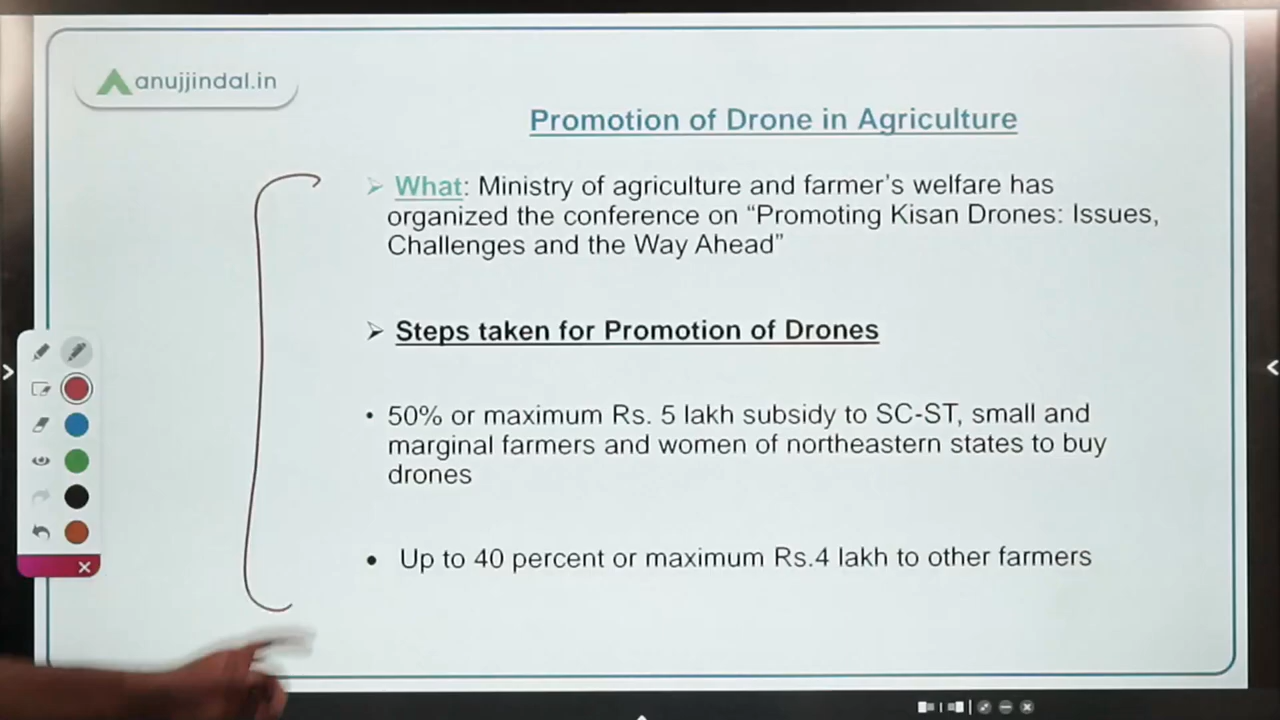 anujjindal.in
Promotion of Drone in Agriculture
➢ What: Ministry of agriculture and farmer's welfare has
organized the conference on “Promoting Kisan Drones: Issues,
Challenges and the Way Ahead”
➢ Steps taken for Promotion of Drones
• 50% or maximum Rs. 5 lakh subsidy to SC-ST, small and
marginal farmers and women of northeastern states to buy
drones
• Up to 40 percent or maximum Rs.4 lakh to other farmers